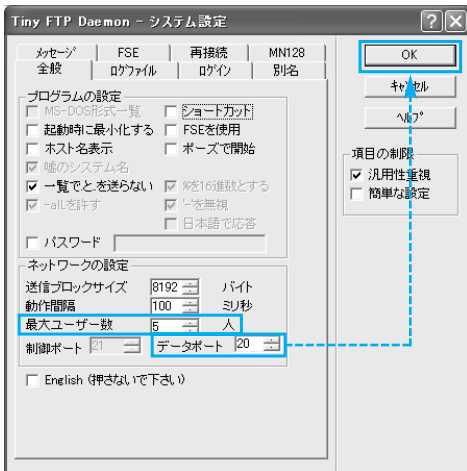 Tiny FTP Daemon - システム設定
メッセージ FSE 再接続 MN128
全般 ログファイル ログイン 別名
プログラムの設定
MS-DOS形式一覧 ショートカット
起動時に最小化する FSEを使用
ホスト名表示 ポーズで開始
嘘のシステム名
一覧でと.を送らない %を16進数とする
-alLを許す '-'を無視
日本語で応答
パスワード
ネットワークの設定
送信ブロックサイズ 8192 バイト
動作間隔 100 ミリ秒
最大ユーザー数 5 人
制御ポート 21 データポート 20
English (押さないで下さい)
OK
キャンセル
ヘルプ
項目の制限
汎用性重視
簡単な設定